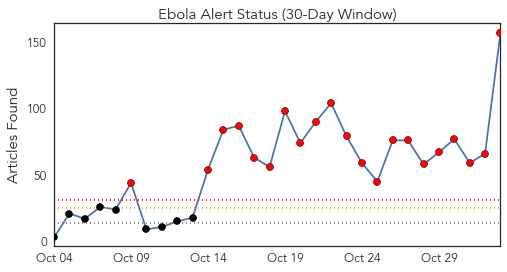 Ebola Alert Status (30-Day Window)
Articles Found
150
100
50
0
Oct 04 Oct 09 Oct 14 Oct 19 Oct 24 Oct 29